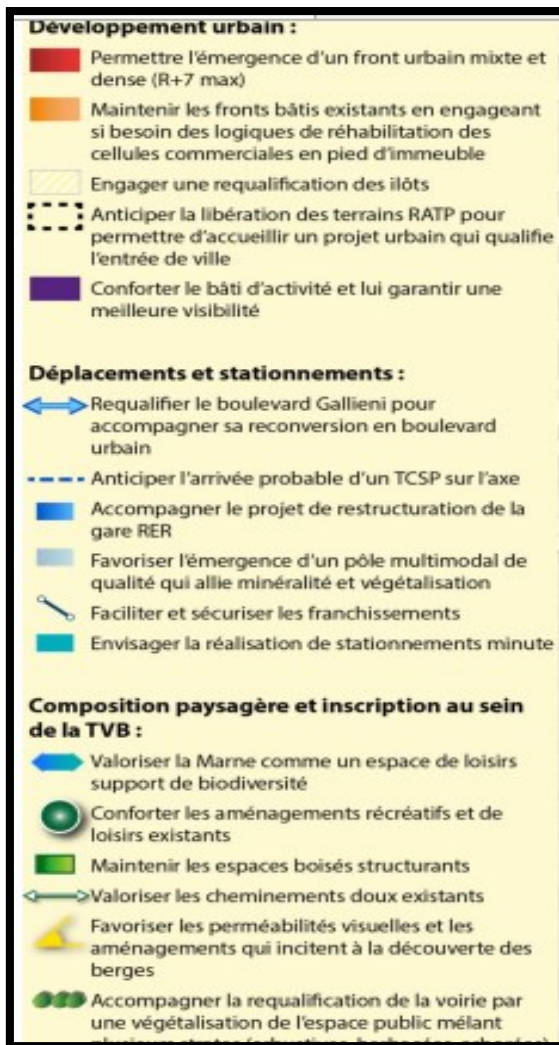 Développement urbain :
Permettre l'émergence d'un front urbain mixte et
dense (R+7 max)
Maintenir les fronts bâtis existants en engageant
si besoin des logiques de réhabilitation des
cellules commerciales en pied d'immeuble
Engager une requalification des ilôts
Anticiper la libération des terrains RATP pour
permettre d'accueillir un projet urbain qui qualifie
l'entrée de ville
Conforter le bâti d'activité et lui garantir une
meilleure visibilité
Déplacements et stationnements :
Requalifier le boulevard Gallieni pour
accompagner sa reconversion en boulevard
urbain
Anticiper l'arrivée probable d'un TCSP sur l'axe
Accompagner le projet de restructuration de la
gare RER
Favoriser l'émergence d'un pôle multimodal de
qualité qui allie minéralité et végétalisation
Faciliter et sécuriser les franchissements
Envisager la réalisation de stationnements minute
Composition paysagère et inscription au sein
de la TVB :
Valoriser la Marne comme un espace de loisirs
support de biodiversité
Conforter les aménagements récréatifs et de
loisirs existants
Maintenir les espaces boisés structurants
Valoriser les cheminements doux existants
Favoriser les perméabilités visuelles et les
aménagements qui incitent à la découverte des
berges
Accompagner la requalification de la voirie par
une végétalisation de l'espace public mélant
plusieurs strates (arbustives, herbacées, arborées)